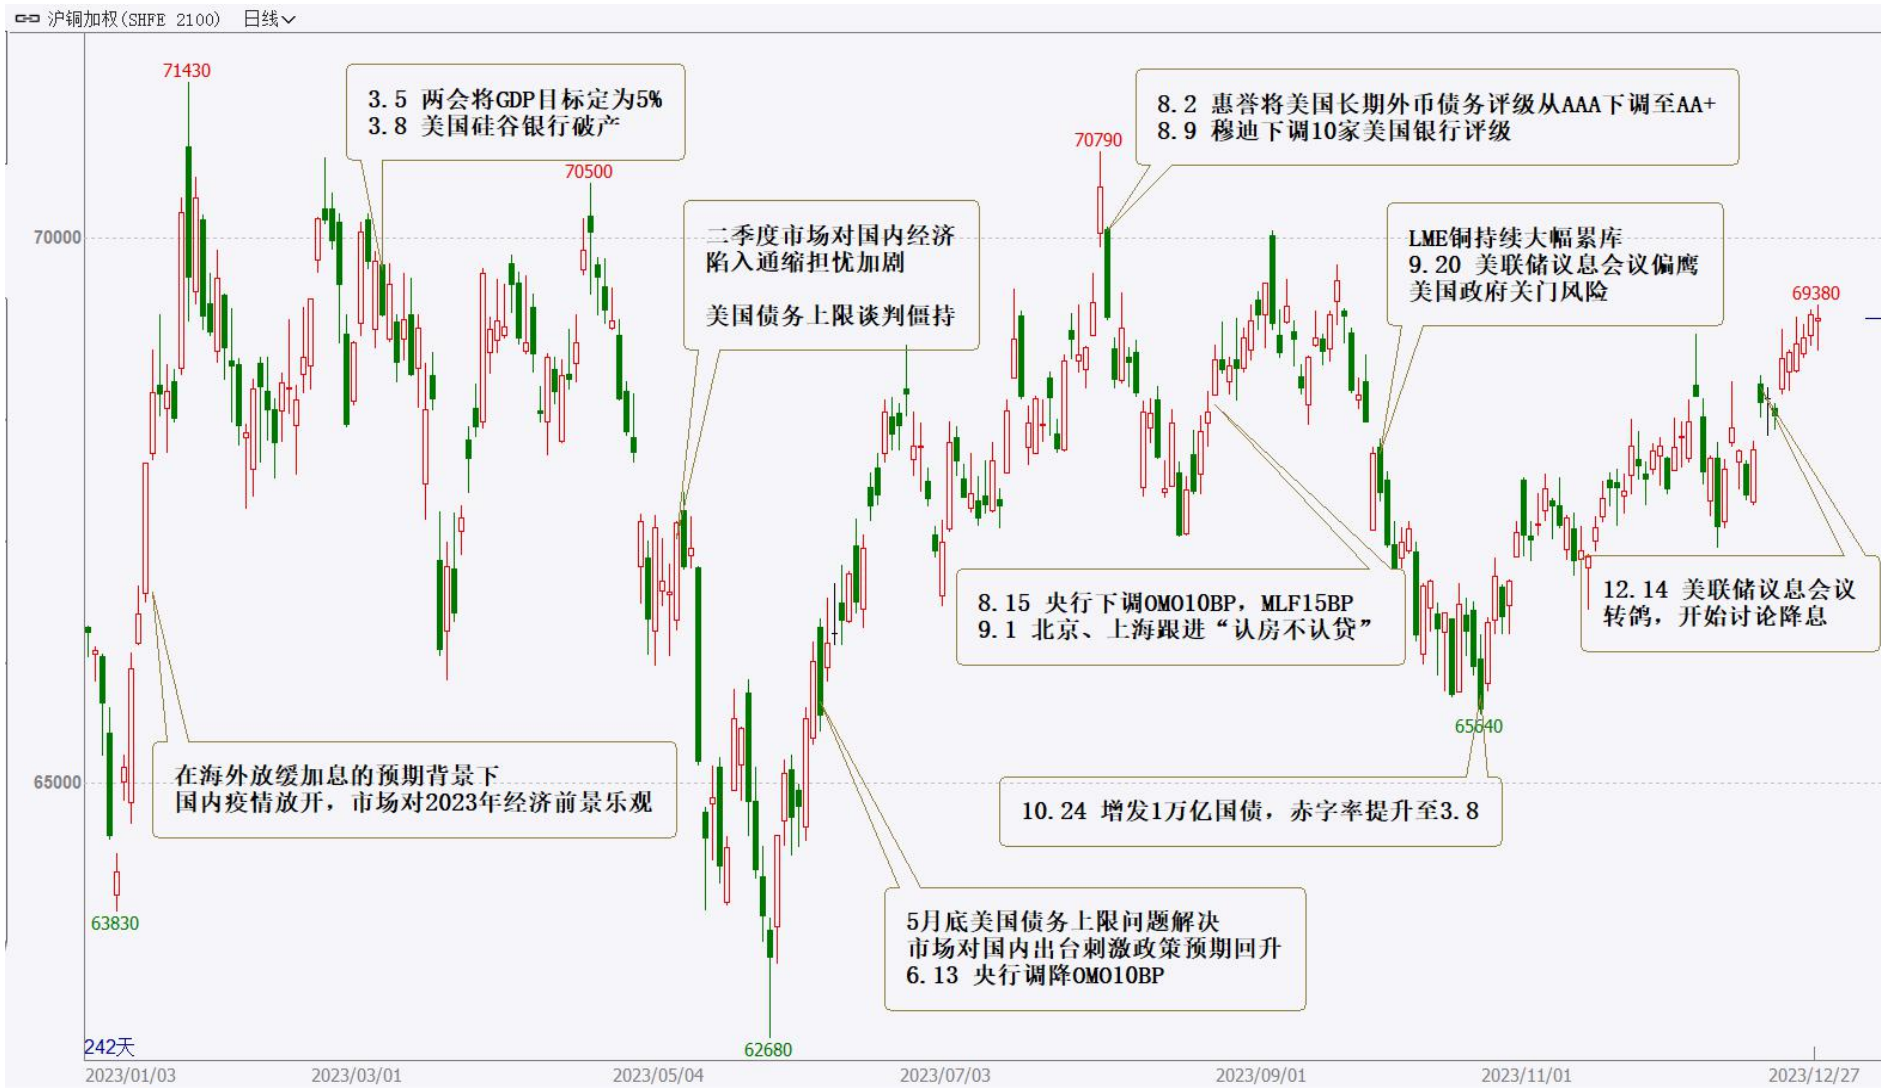 沪铜加权(SHFE 2100) 日线
71430
3.5 两会将GDP目标定为5%
3.8 美国硅谷银行破产
70500
8.2 惠誉将美国长期外币债务评级从AAA下调至AA+
8.9 穆迪下调10家美国银行评级
70790
二季度市场对国内经济
陷入通缩担忧加剧
美国债务上限谈判僵持
LME铜持续大幅累库
9.20 美联储议息会议偏鹰
美国政府关门风险
70000
69380
8.15 央行下调OMO10BP，MLF15BP
9.1 北京、上海跟进“认房不认贷”
12.14 美联储议息会议
转鸽，开始讨论降息
65640
在海外放缓加息的预期背景下
国内疫情放开，市场对2023年经济前景乐观
65000
10.24 增发1万亿国债，赤字率提升至3.8
63830
5月底美国债务上限问题解决
市场对国内出台刺激政策预期回升
6.13 央行调降OMO10BP
62680
242天
2023/01/03 2023/03/01 2023/05/04 2023/07/03 2023/09/01 2023/11/01 2023/12/27